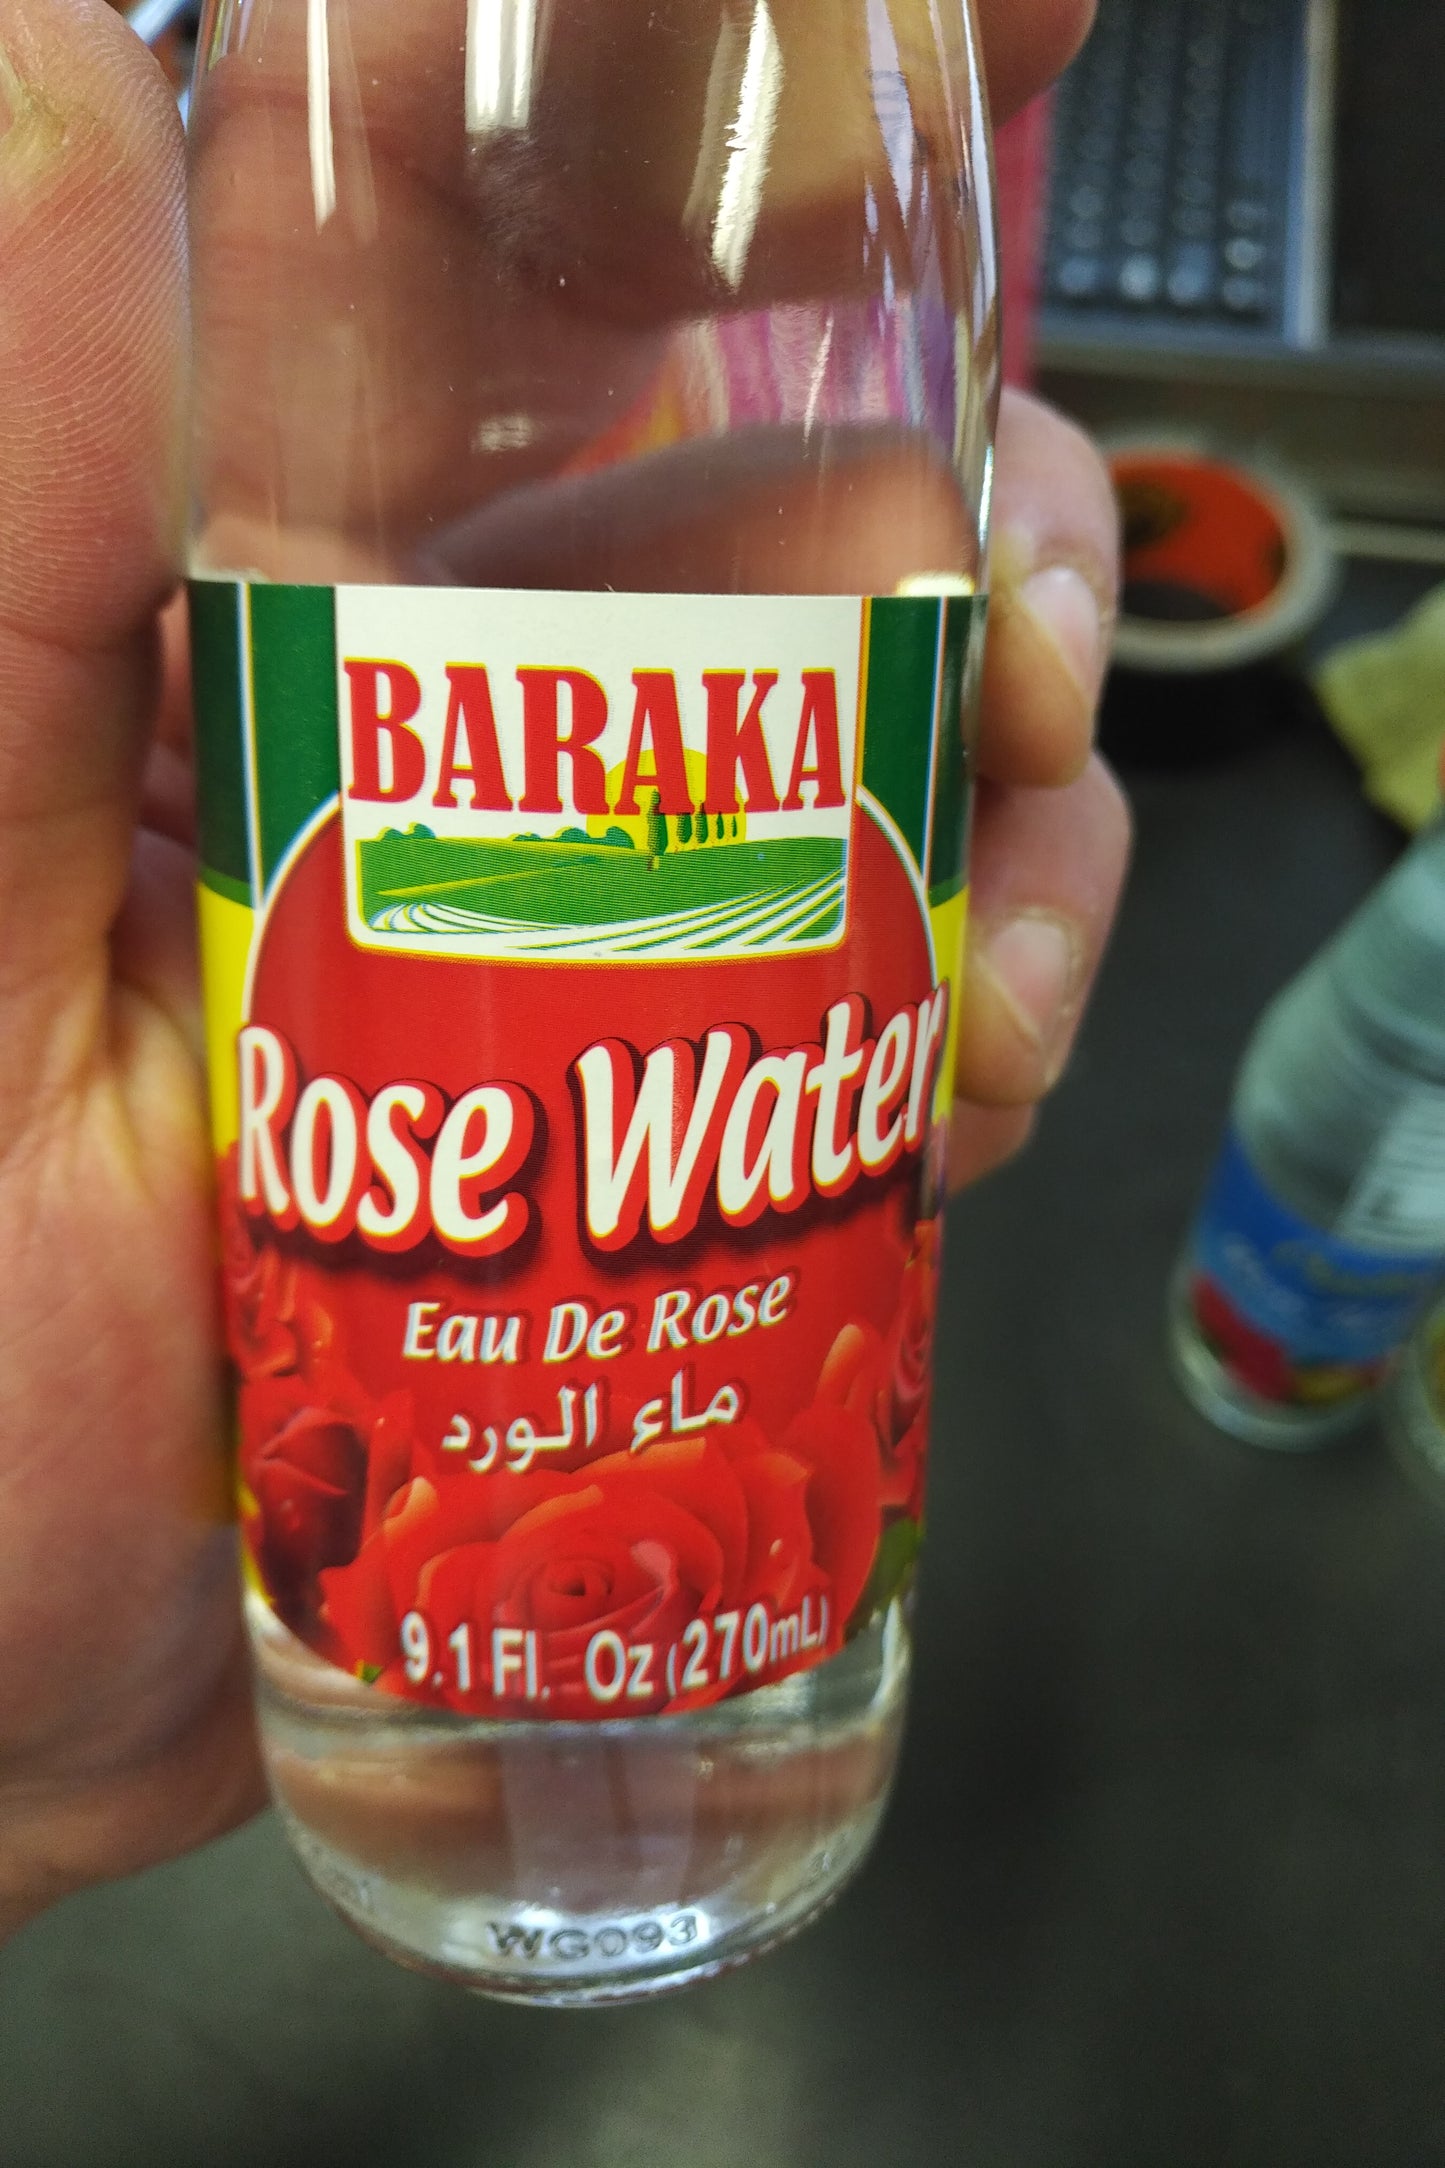 BARAKA
Rose Water
Eau De Rose
ماء الورد
9.1 Fl. Oz (270mL)
WG093